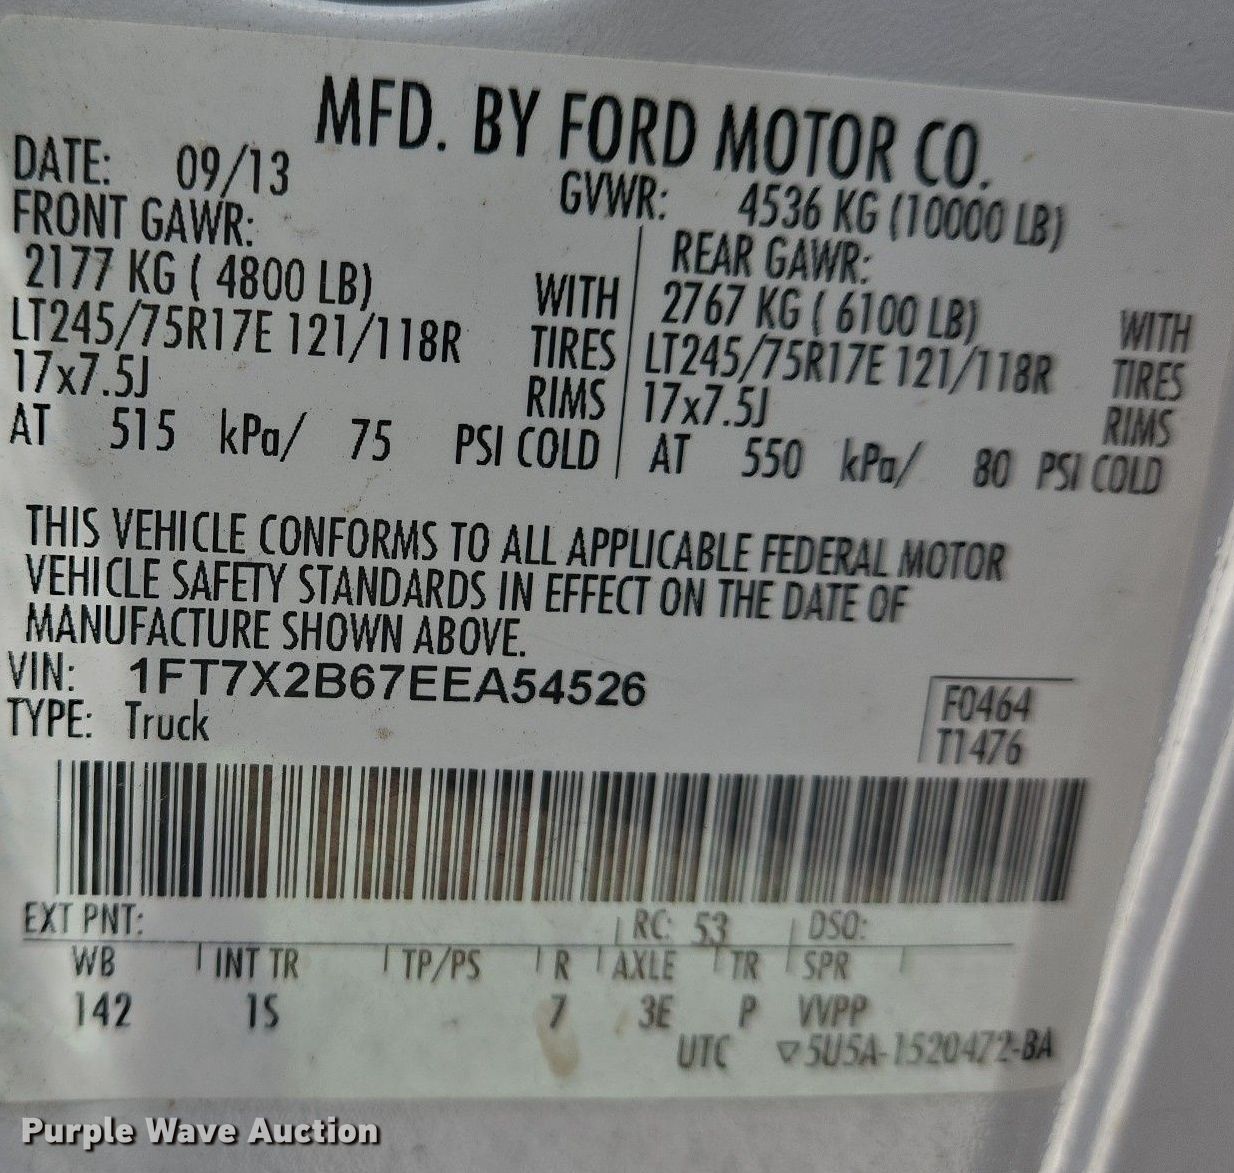 MFD. BY FORD MOTOR CO.
DATE: 09/13 GVWR: 4536 KG (10000 LB)
FRONT GAWR: REAR GAWR:
2177 KG ( 4800 LB) WITH 2767 KG ( 6100 LB) WITH
LT245/75R17E 121/118R TIRES LT245/75R17E 121/118R TIRES
17x7.5J RIMS 17x7.5J RIMS
AT 515 kPa/ 75 PSI COLD AT 550 kPa/ 80 PSI COLD
THIS VEHICLE CONFORMS TO ALL APPLICABLE FEDERAL MOTOR
VEHICLE SAFETY STANDARDS IN EFFECT ON THE DATE OF
MANUFACTURE SHOWN ABOVE.
VIN: 1FT7X2B67EEA54526
TYPE: Truck
F0464
T1476
EXT PNT: RC: 53 DSO:
WB INT TR TP/PS R AXLE TR SPR
142 1S 7 3E P VVPP
UTC ▽5U5A-1520472-BA
Purple Wave Auction